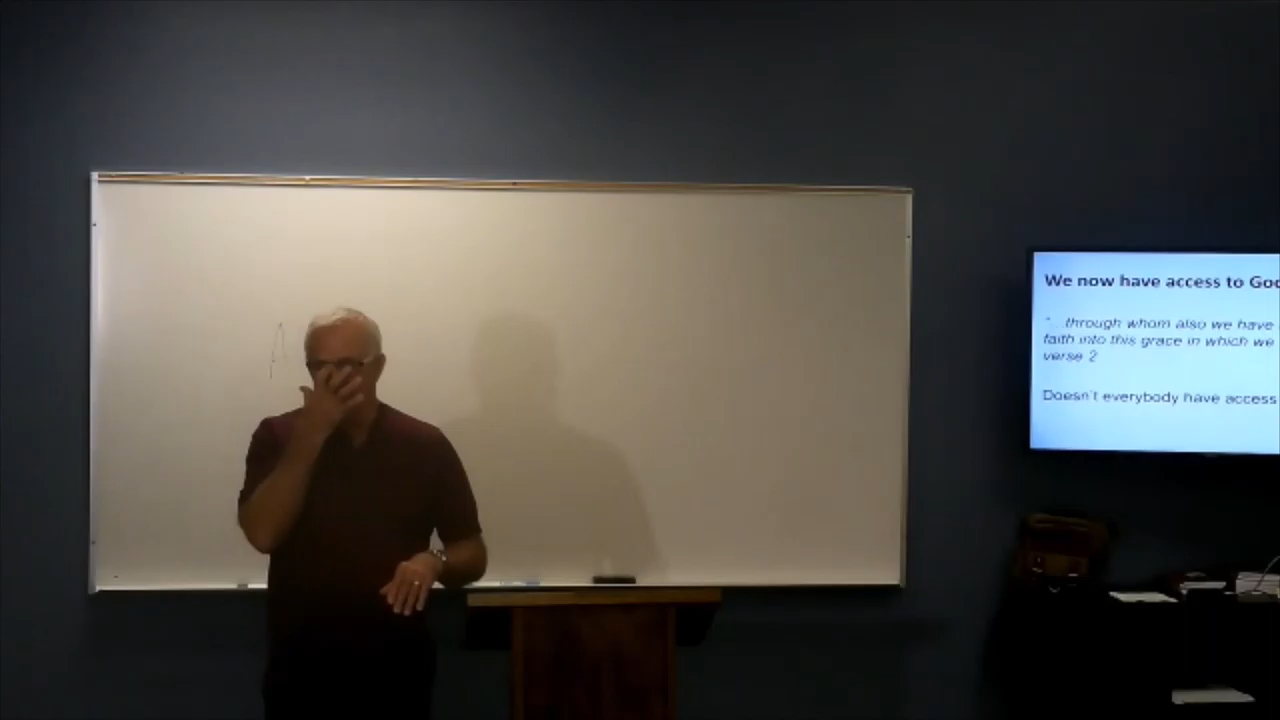 A
We now have access to God
"...through whom also we have
faith into this grace in which we
verse 2
Doesn't everybody have access